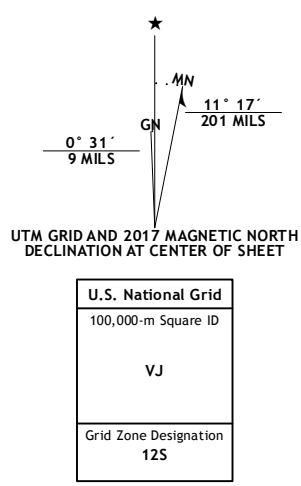 MN
GN
11° 17´
201 MILS
0° 31´
9 MILS
UTM GRID AND 2017 MAGNETIC NORTH
DECLINATION AT CENTER OF SHEET
U.S. National Grid
100,000-m Square ID
VJ
Grid Zone Designation
12S